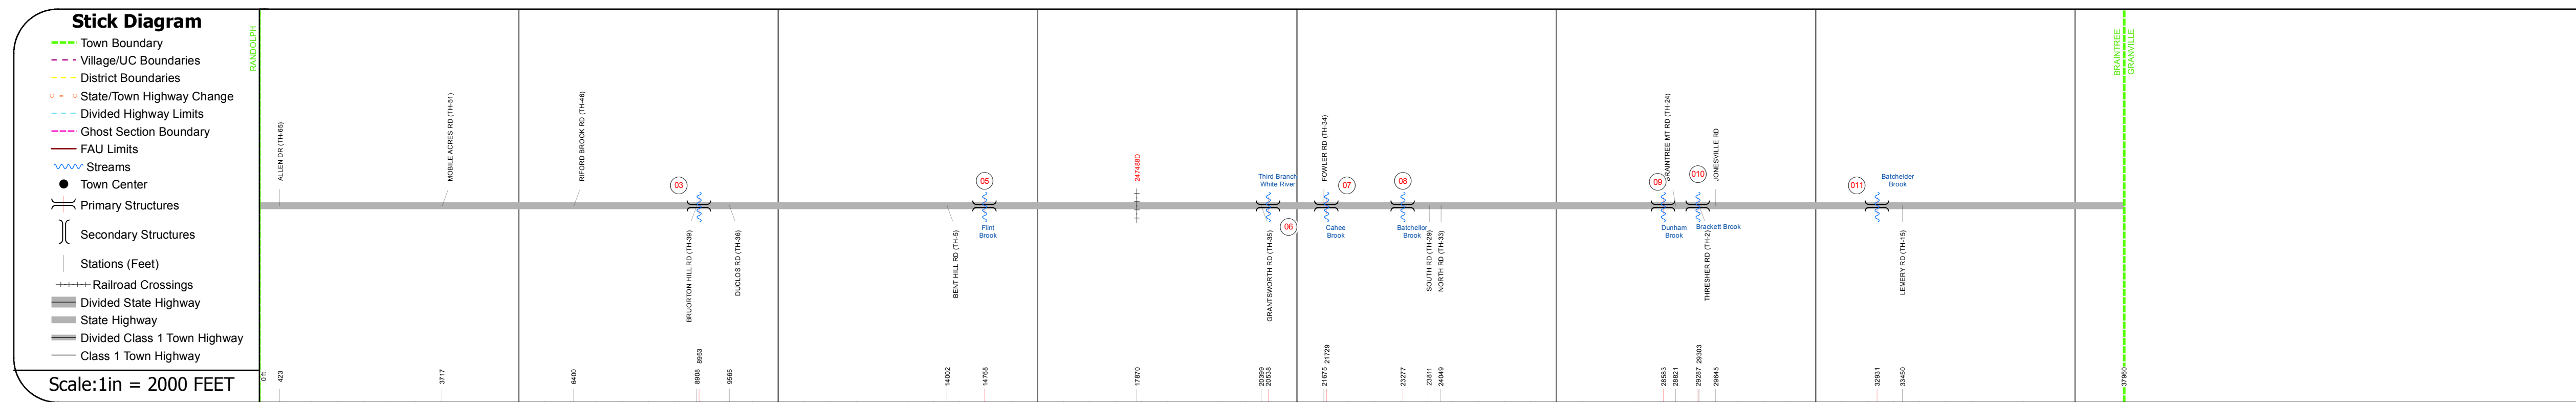 Stick Diagram
Town Boundary
Village/UC Boundaries
District Boundaries
State/Town Highway Change
Divided Highway Limits
Ghost Section Boundary
FAU Limits
Streams
Town Center
Primary Structures
Secondary Structures
Stations (Feet)
Railroad Crossings
Divided State Highway
State Highway
Divided Class 1 Town Highway
Class 1 Town Highway
Scale:1in = 2000 FEET
RANDOLPH
BRAINTREE
GRANVILLE
ALLEN DR (TH-65)
MOBILE ACRES RD (TH-51)
RIFORD BROOK RD (TH-46)
247488D
FOWLER RD (TH-34)
BRAINTREE MT RD (TH-24)
JONESVILLE RD
03
05
Third Branch
White River
07
08
09
010
011
Batchelder
Brook
06
Flint
Brook
Cahee
Brook
Batchellor
Brook
Dunham
Brook
Brackett Brook
BRUORTON HILL RD (TH-39)
DUCLOS RD (TH-36)
BENT HILL RD (TH-5)
GRANTSWORTH RD (TH-35)
SOUTH RD (TH-29)
NORTH RD (TH-33)
THRESHER RD (TH-2)
LEMERY RD (TH-15)
0 ft
423
3717
6400
8908
8953
9565
14002
14768
17870
20399
20538
21675
21729
23277
23811
24049
28583
28821
29287
29303
29645
32931
33450
37960